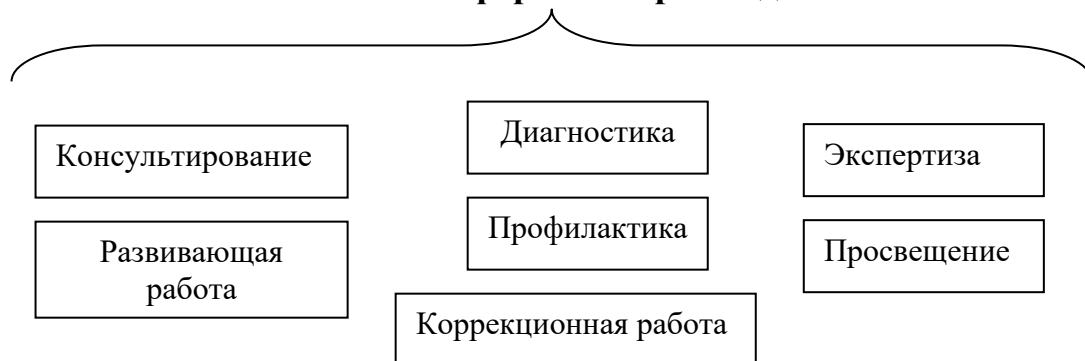 Консультирование
Развивающая
работа
Диагностика
Профилактика
Коррекционная работа
Экспертиза
Просвещение